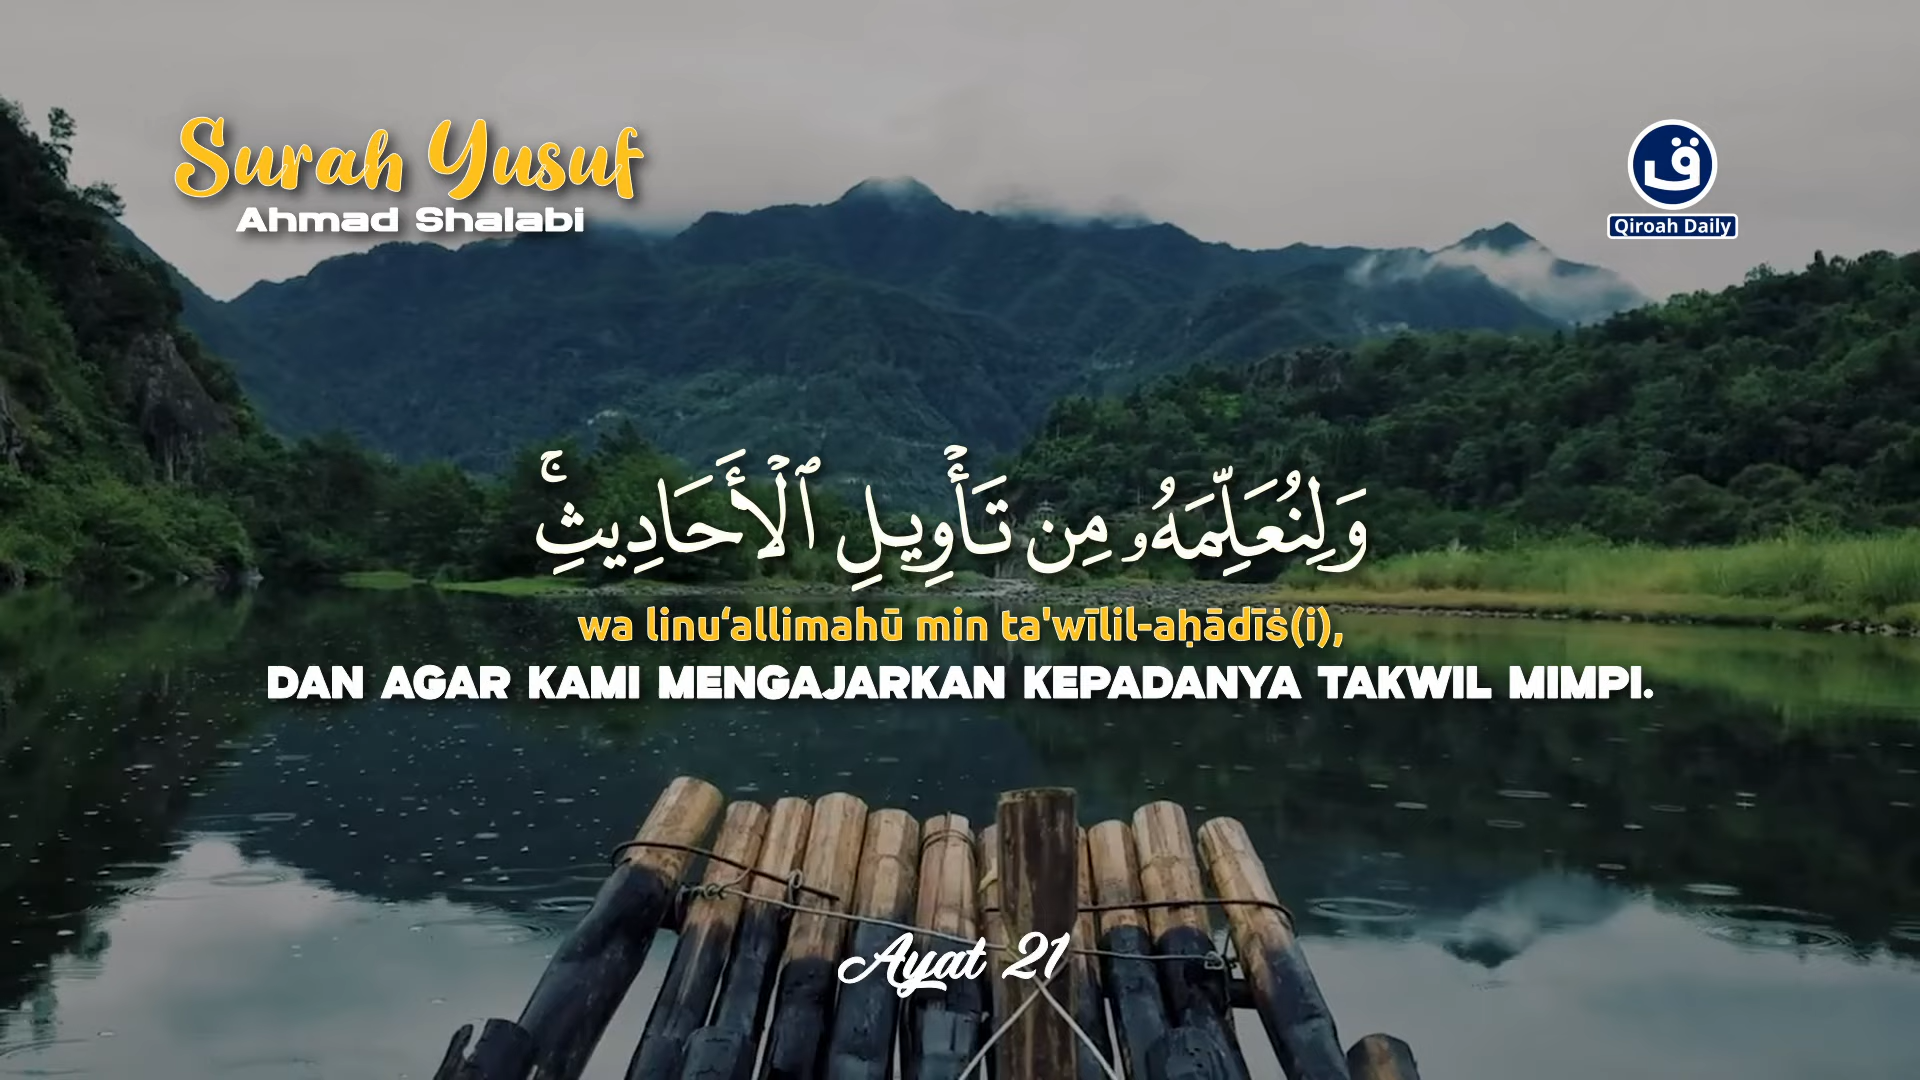 Surah Yusuf
Ahmad Shalabi
ق
Qiroah Daily
وَلِنُعَلِّمَهُۥ مِن تَأۡوِيلِ ٱلۡأَحَادِيثِۚ
wa linu‘allimahū min ta'wīlil-aḥādīṡ(i),
DAN AGAR KAMI MENGAJARKAN KEPADANYA TAKWIL MIMPI.
Ayat 21